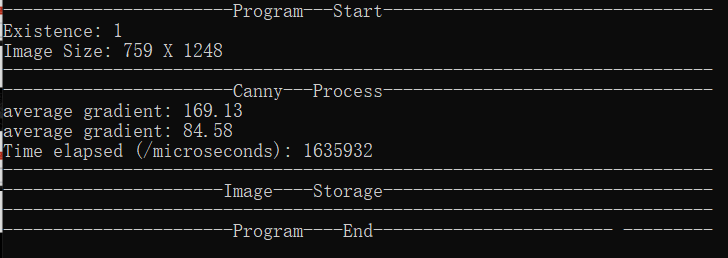 -----------------------Program---Start---------------------------------
Existence: 1
Image Size: 759 X 1248
-----------------------------------------------------------------------
-----------------------Canny---Process---------------------------------
average gradient: 169.13
average gradient: 84.58
Time elapsed (/microseconds): 1635932
-----------------------------------------------------------------------
----------------------Image----Storage---------------------------------
-----------------------------------------------------------------------
-----------------------Program----End------------------------ ---------